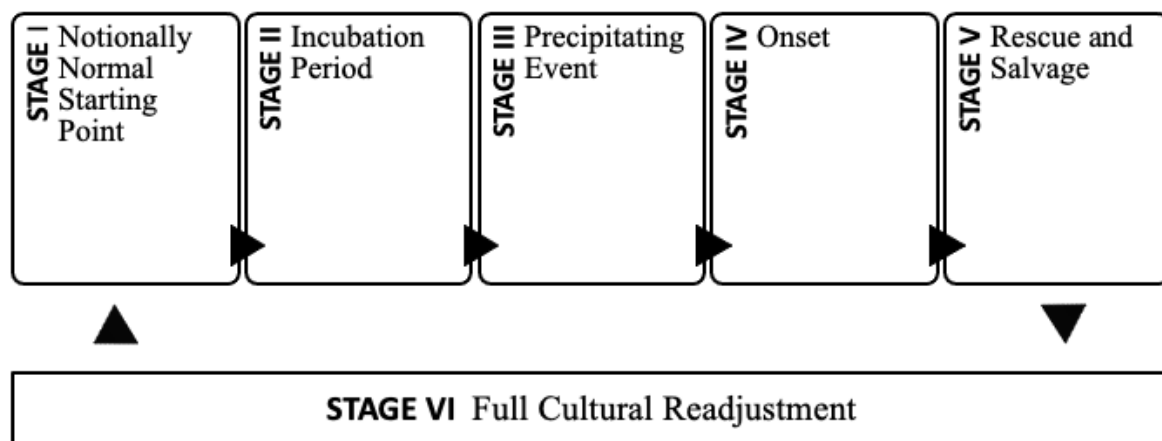 STAGE I
Notionally
Normal
Starting
Point
STAGE II
Incubation
Period
STAGE III
Precipitating
Event
STAGE IV
Onset
STAGE V
Rescue and
Salvage
STAGE VI Full Cultural Readjustment